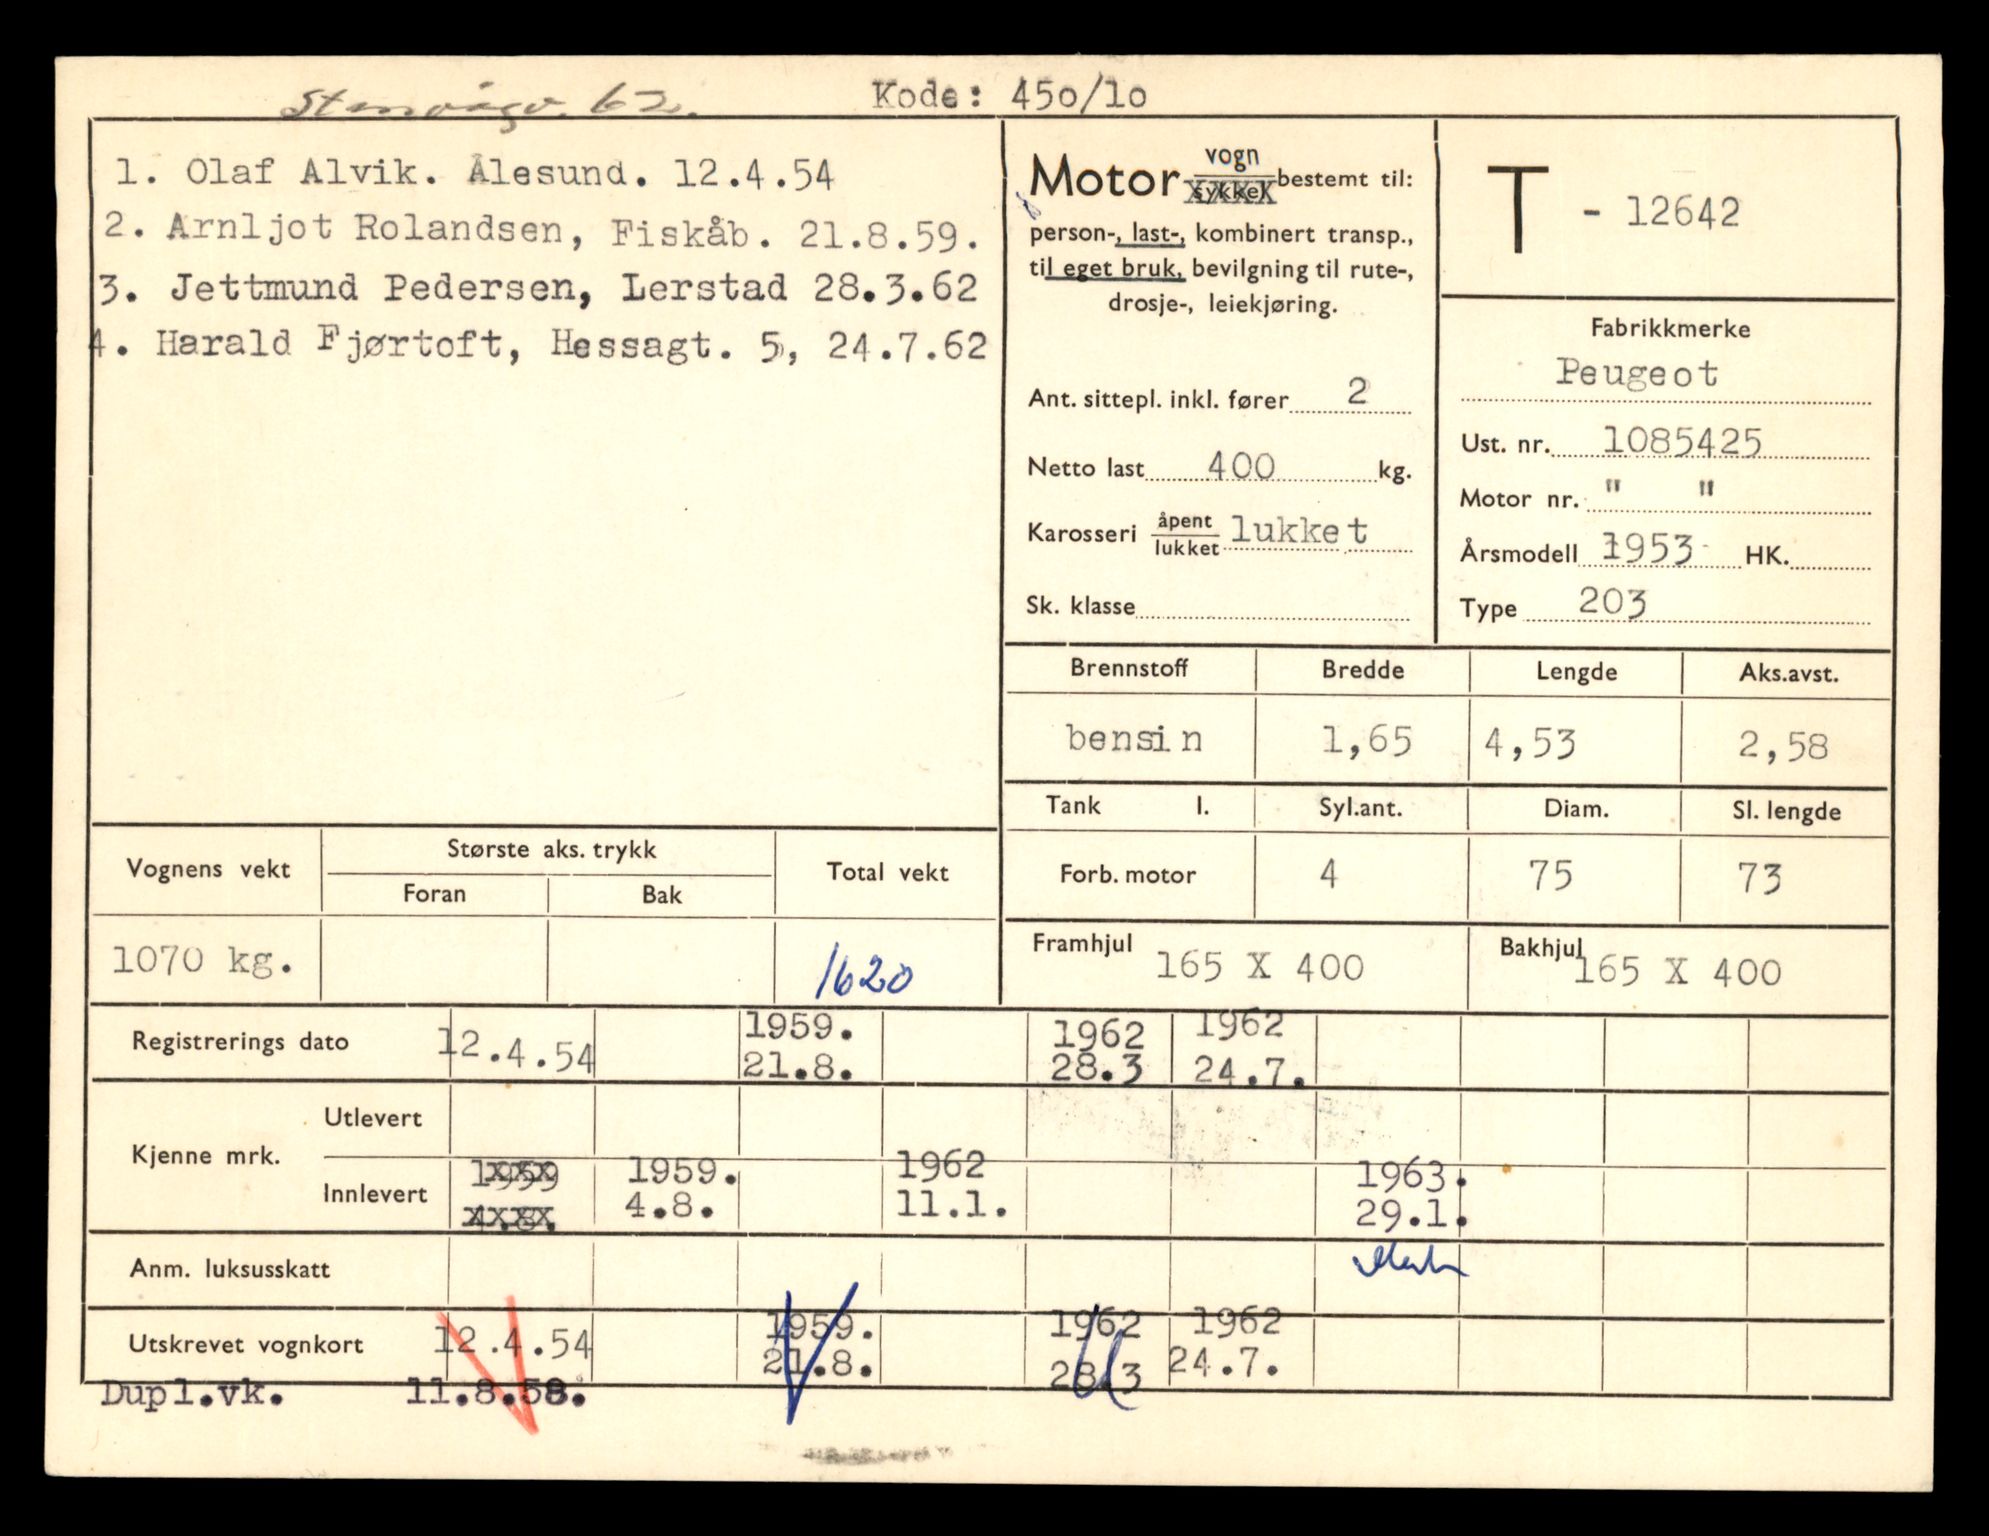 62.
Kode: 450/10
1. Olaf Alvik. Ålesund. 12.4.54
2. Arnljot Rolandsen, Fiskåb. 21.8.59.
3. Jettmund Pedersen, Lerstad 28.3.62
4. Harald Fjørtoft, Hessagt. 5, 24.7.62
Motor vogn/sykkel bestemt til:
person-, last-, kombinert transp.,
til eget bruk, bevilgning til rute-,
drosje-, leiekjøring.
Ant. sittepl. inkl. fører 2
Netto last 400 kg.
Karosseri åpent/lukket lukket
Sk. klasse
T - 12642
Fabrikkmerke
Peugeot
Ust. nr. 1085425
Motor nr. " "
Årsmodell 1953 HK.
Type 203
Brennstoff Bredde Lengde Aks.avst.
bensin 1,65 4,53 2,58
Tank l. Syl.ant. Diam. Sl. lengde
Forb. motor 4 75 73
Framhjul 165 X 400 Bakhjul 165 X 400
Vognens vekt Største aks. trykk Total vekt
Foran Bak
1070 kg. 1620
Registrerings dato 12.4.54 1959. 21.8. 1962 28.3 1962 24.7.
Kjenne mrk. Utlevert
Innlevert 1959 4.8. 1959. 4.8. 1962 11.1. 1963. 29.1.
Anm. luksusskatt
Utskrevet vognkort 12.4.54 1959. 21.8. 1962 28.3 1962 24.7.
Dupl.vk. 11.8.58.